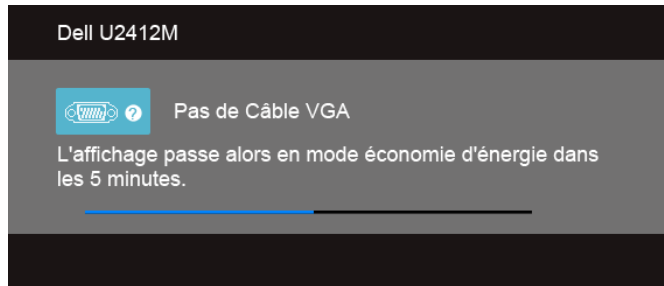 Dell U2412M
? Pas de Câble VGA
L'affichage passe alors en mode économie d'énergie dans
les 5 minutes.